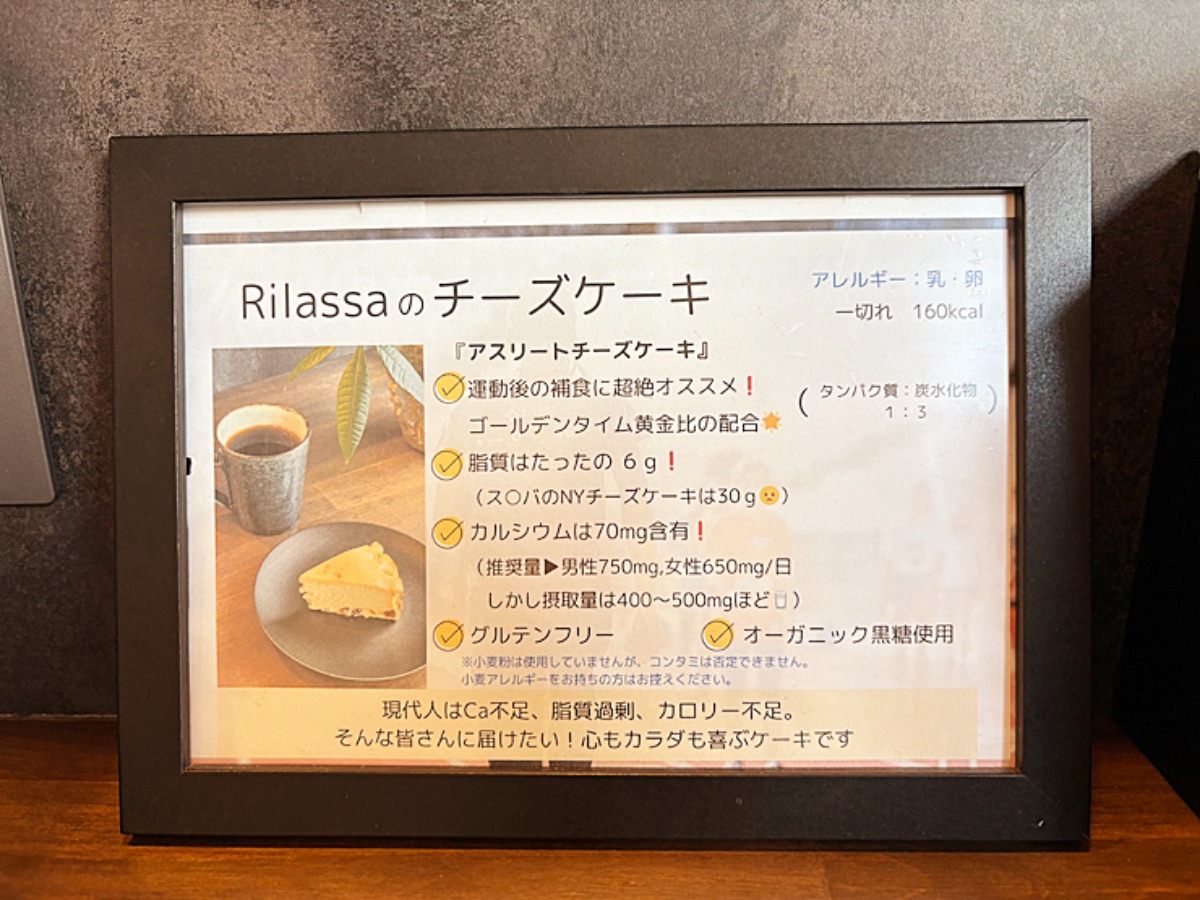 Rilassaのチーズケーキ
アレルギー：乳・卵
一切れ 160kcal
『アスリートチーズケーキ』
運動後の補食に超絶オススメ❗
ゴールデンタイム黄金比の配合
（タンパク質：炭水化物
1：3）
脂質はたったの 6g❗
（ス○バのNYチーズケーキは30g😟）
カルシウムは70mg含有❗
（推奨量▶男性750mg,女性650mg/日
しかし摂取量は400〜500mgほど🥛）
グルテンフリー
オーガニック黒糖使用
※小麦粉は使用していませんが、コンタミは否定できません。
小麦アレルギーをお持ちの方はお控えください。
現代人はCa不足、脂質過剰、カロリー不足。
そんな皆さんに届けたい！心もカラダも喜ぶケーキです